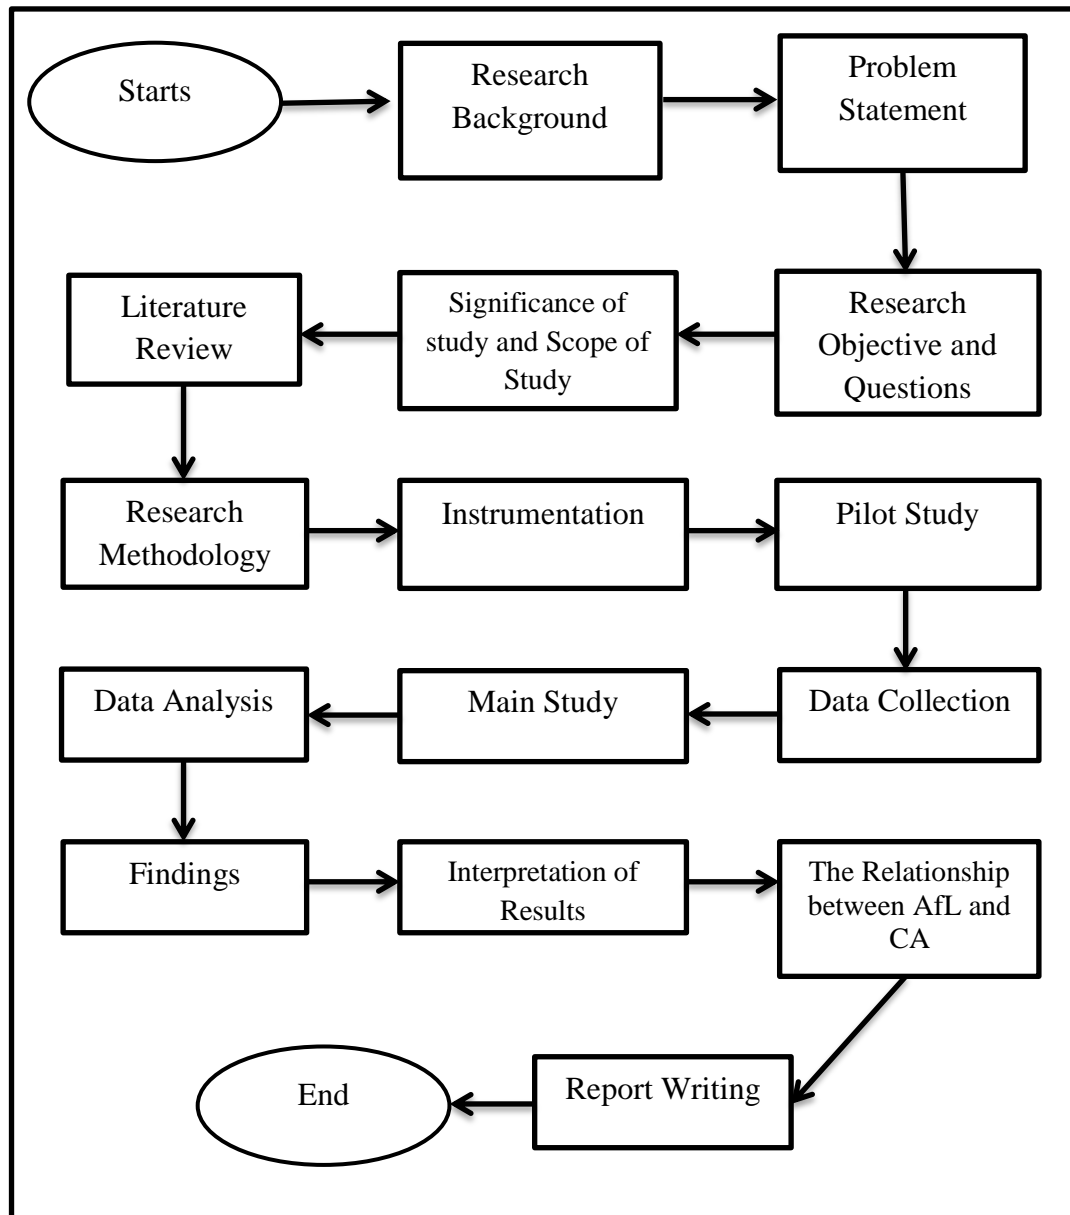 Starts
Research
Background
Problem
Statement
Literature
Review
Significance of
study and Scope of
Study
Research
Objective and
Questions
Research
Methodology
Instrumentation
Pilot Study
Data Analysis
Main Study
Data Collection
Findings
Interpretation of
Results
The Relationship
between AfL and
CA
End
Report Writing